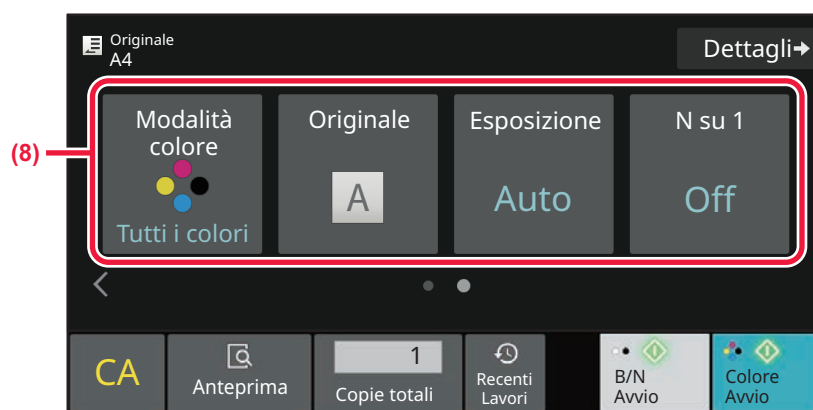 Originale
A4
Dettagli
(8)
Modalità
colore
Tutti i colori
Originale
A
Esposizione
Auto
N su 1
Off
CA
Anteprima
1
Copie totali
Recenti
Lavori
B/N
Avvio
Colore
Avvio